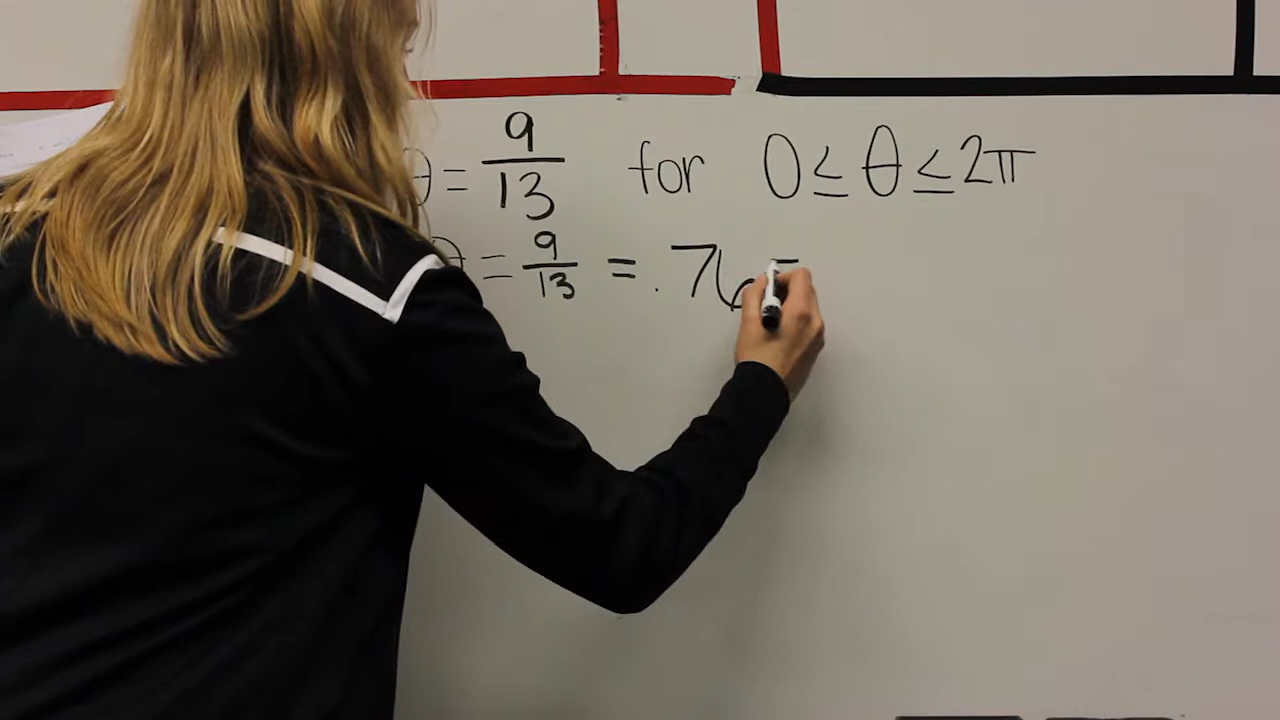 θ = 9/13 for 0 ≤ θ ≤ 2π
θ = 9/13 = .76